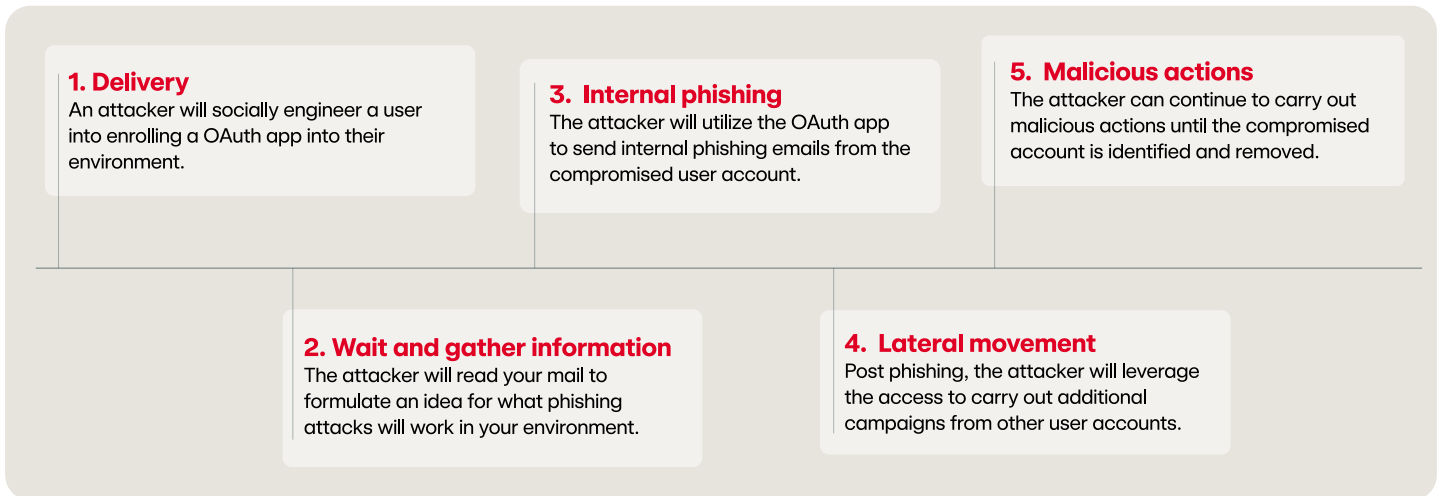 1. Delivery
An attacker will socially engineer a user
into enrolling a OAuth app into their
environment.
2. Wait and gather information
The attacker will read your mail to
formulate an idea for what phishing
attacks will work in your environment.
3. Internal phishing
The attacker will utilize the OAuth app
to send internal phishing emails from the
compromised user account.
4. Lateral movement
Post phishing, the attacker will leverage
the access to carry out additional
campaigns from other user accounts.
5. Malicious actions
The attacker can continue to carry out
malicious actions until the compromised
account is identified and removed.